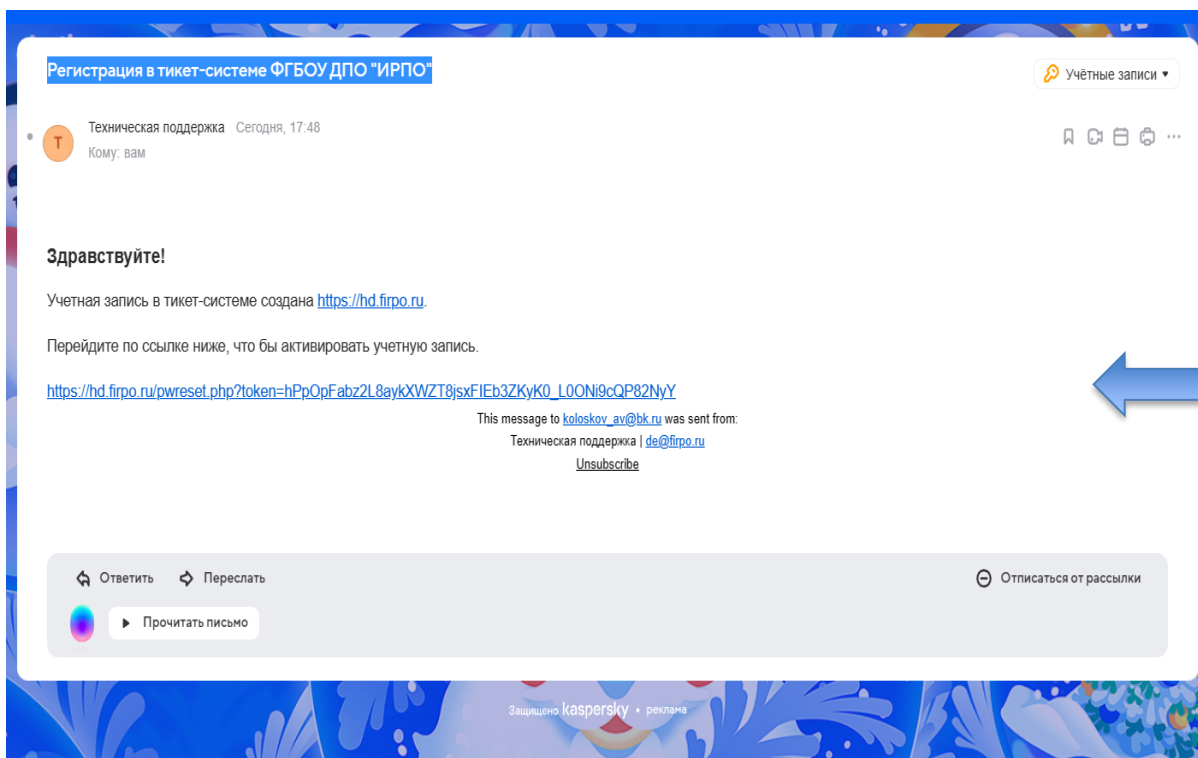 Регистрация в тикет-системе ФГБОУ ДПО "ИРПО"
Учётные записи
Т
Техническая поддержка Сегодня, 17:48
Кому: вам
Здравствуйте!
Учетная запись в тикет-системе создана https://hd.firpo.ru.
Перейдите по ссылке ниже, что бы активировать учетную запись.
https://hd.firpo.ru/pwreset.php?token=hPpOpFabz2L8aykXWZT8jsxFIEb3ZKyK0_L0ONi9cQP82NyY
This message to koloskov_av@bk.ru was sent from:
Техническая поддержка | de@firpo.ru
Unsubscribe
Ответить Переслать Отписаться от рассылки
Прочитать письмо
Защищено kaspersky • реклама